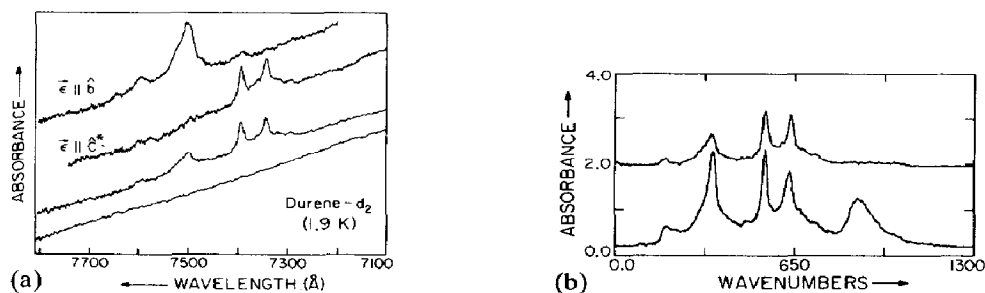 ABSORBANCE →
ε̄ || b̂
ε̄ || ĉ*
Durene-d₂
(1.9 K)
7700 7500 7300 7100
← WAVELENGTH (Å)
(a)
ABSORBANCE →
4.0
2.0
0.0
0.0 650 1300
WAVENUMBERS →
(b)